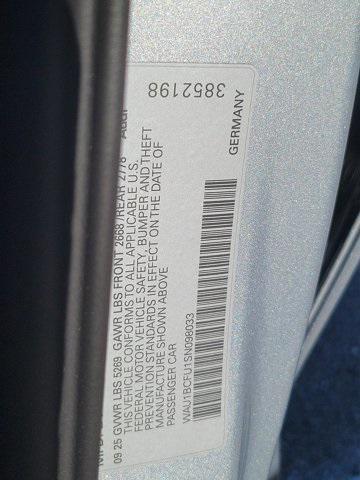 09 25 GVWR LBS 5269 GAWR LBS FRONT 2668/REAR 2778
THIS VEHICLE CONFORMS TO ALL APPLICABLE U.S.
FEDERAL MOTOR VEHICLE SAFETY, BUMPER AND THEFT
PREVENTION STANDARDS IN EFFECT ON THE DATE OF
MANUFACTURE SHOWN ABOVE
PASSENGER CAR
WAU1BCFU1SN098033
GERMANY
3852198